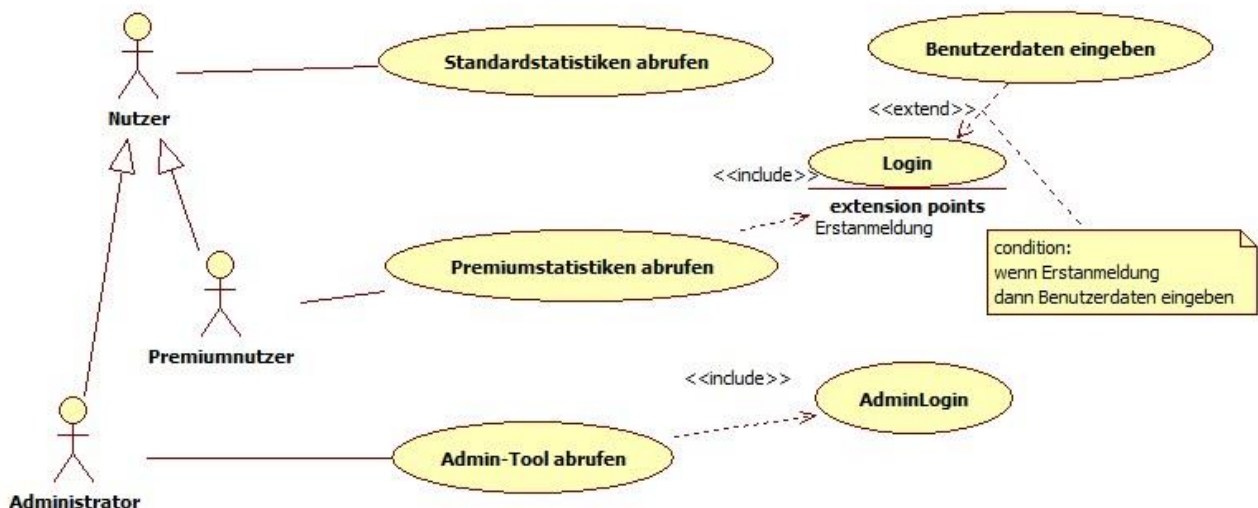 Nutzer
Standardstatistiken abrufen
Benutzerdaten eingeben
<<extend>>
Login
<<include>>
extension points
Erstanmeldung
condition:
wenn Erstanmeldung
dann Benutzerdaten eingeben
Premiumstatistiken abrufen
Premiumnutzer
<<include>>
AdminLogin
Admin-Tool abrufen
Administrator